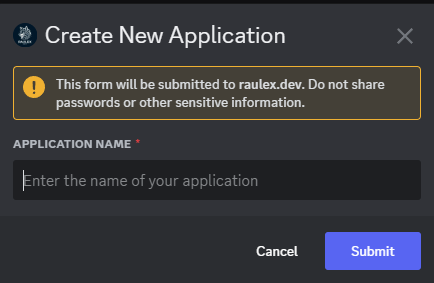 RAULEX
Create New Application
This form will be submitted to raulex.dev. Do not share
passwords or other sensitive information.
APPLICATION NAME *
Enter the name of your application
Cancel
Submit